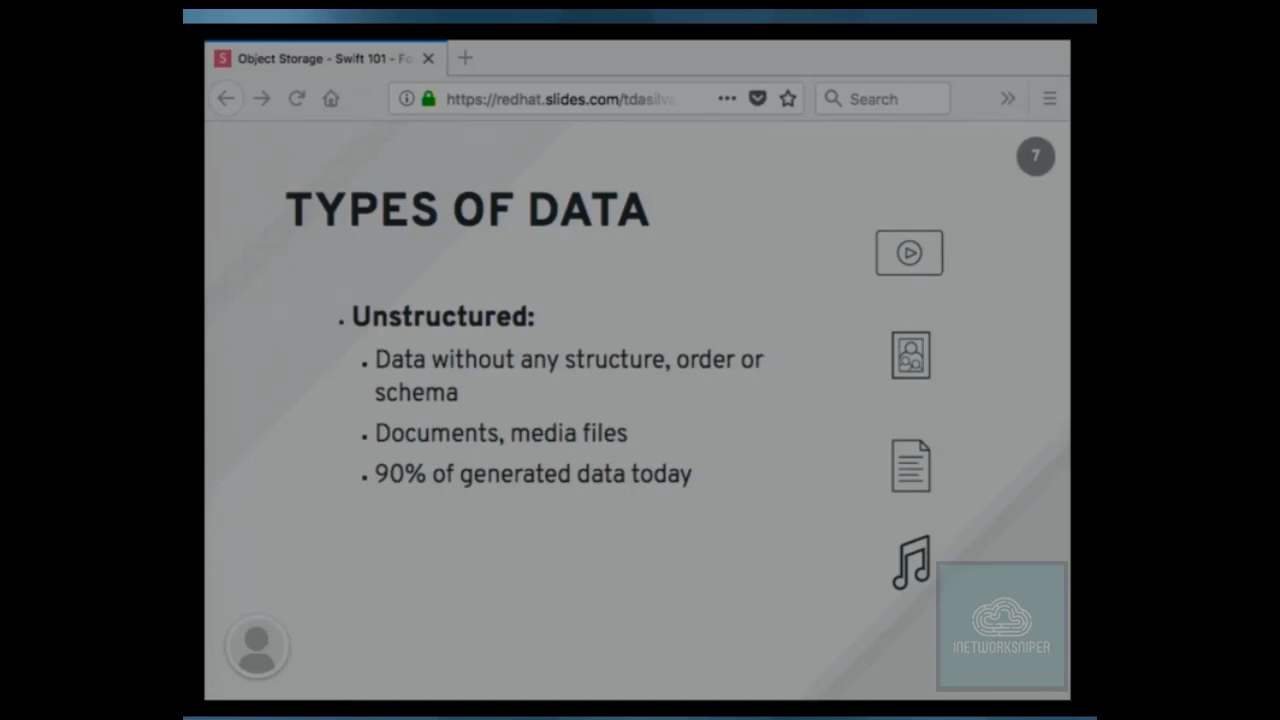 Object Storage - Swift 101 - Fo
https://redhat.slides.com/tdasilva
Search
7
TYPES OF DATA
Unstructured:
Data without any structure, order or
schema
Documents, media files
90% of generated data today
INETWORKSNIPER